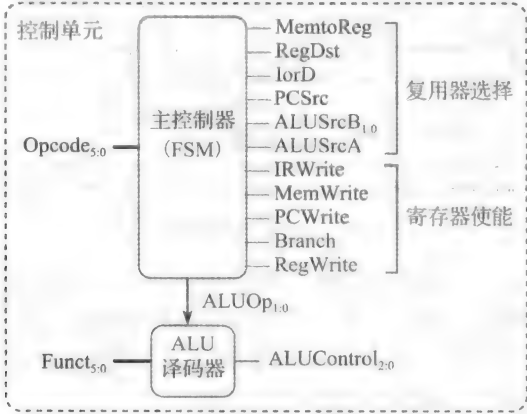 控制单元
MemtoReg
RegDst
IorD
PCSrc
ALUSrcB1:0
ALUSrcA
IRWrite
MemWrite
PCWrite
Branch
RegWrite
复用器选择
寄存器使能
主控制器
(FSM)
Opcode5:0
ALUOp1:0
ALU
译码器
Funct5:0
ALUControl2:0